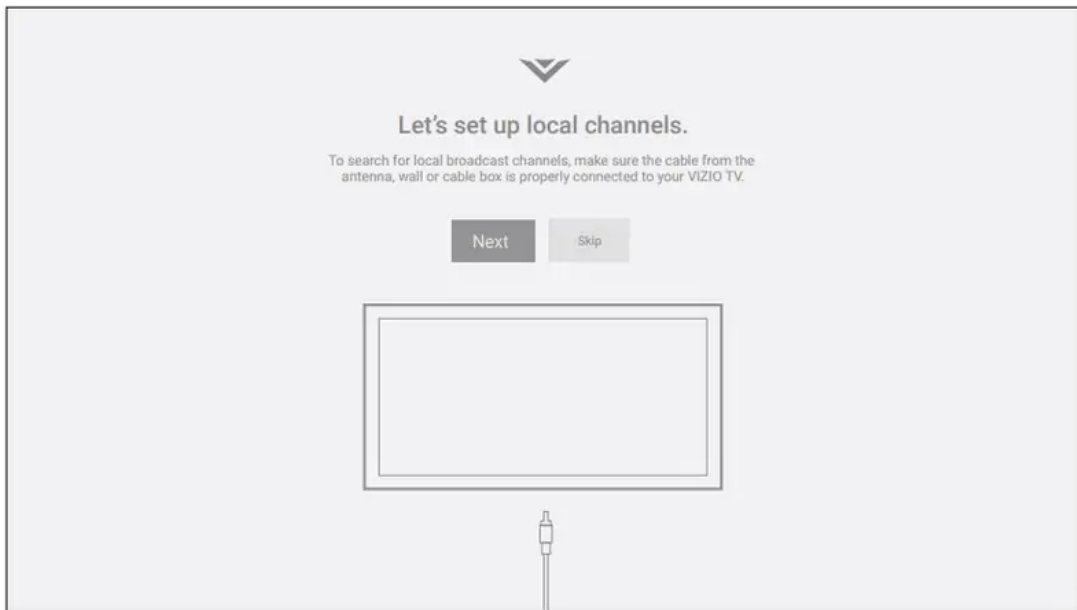 Let's set up local channels.
To search for local broadcast channels, make sure the cable from the
antenna, wall or cable box is properly connected to your VIZIO TV.
Next
Skip